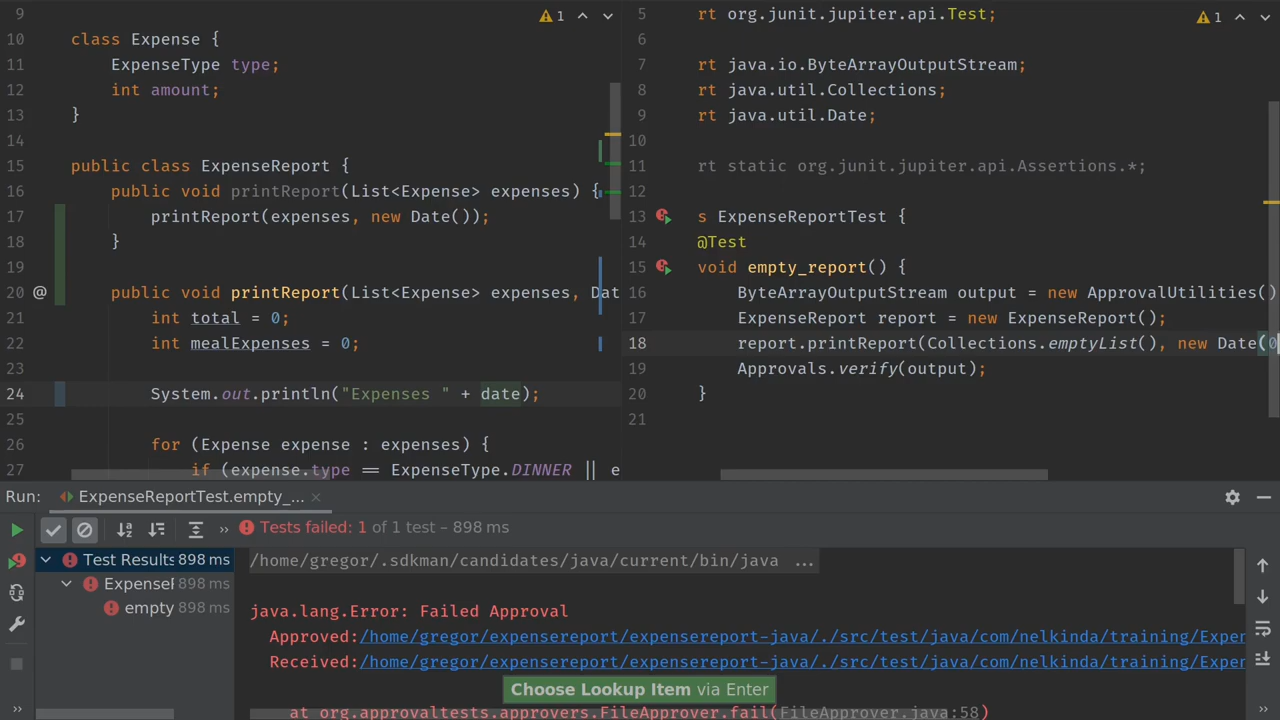 9
10 class Expense {
11 ExpenseType type;
12 int amount;
13 }
14
15 public class ExpenseReport {
16 public void printReport(List<Expense> expenses) {
17 printReport(expenses, new Date());
18 }
19
20 @ public void printReport(List<Expense> expenses, Dat
21 int total = 0;
22 int mealExpenses = 0;
23
24 System.out.println("Expenses " + date);
25
26 for (Expense expense : expenses) {
27 if (expense.type == ExpenseType.DINNER || e
1
5 rt org.junit.jupiter.api.Test;
1
6
7 rt java.io.ByteArrayOutputStream;
8 rt java.util.Collections;
9 rt java.util.Date;
10
11 rt static org.junit.jupiter.api.Assertions.*;
12
13 s ExpenseReportTest {
14 @Test
15 void empty_report() {
16 ByteArrayOutputStream output = new ApprovalUtilities()
17 ExpenseReport report = new ExpenseReport();
18 report.printReport(Collections.emptyList(), new Date(0
19 Approvals.verify(output);
20 }
21
Run: ExpenseReportTest.empty_...
Tests failed: 1 of 1 test – 898 ms
Test Results 898 ms
ExpenseR 898 ms
empty 898 ms
/home/gregor/.sdkman/candidates/java/current/bin/java ...
java.lang.Error: Failed Approval
Approved:/home/gregor/expensereport/expensereport-java/./src/test/java/com/nelkinda/training/Expen
Received:/home/gregor/expensereport/expensereport-java/./src/test/java/com/nelkinda/training/Expen
Choose Lookup Item via Enter
at org.approvaltests.approvers.FileApprover.fail(FileApprover.java:58)